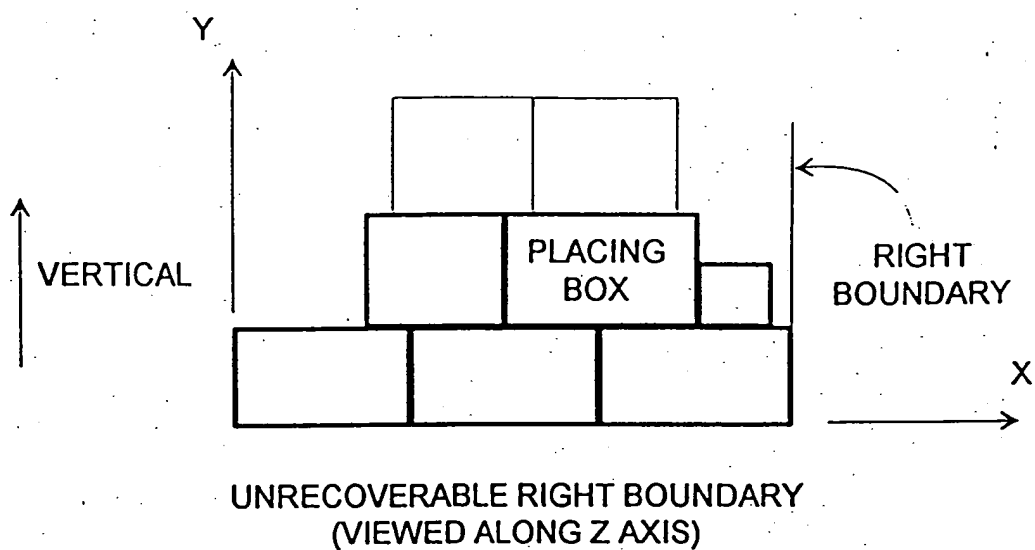 Y
VERTICAL
PLACING
BOX
RIGHT
BOUNDARY
X
UNRECOVERABLE RIGHT BOUNDARY
(VIEWED ALONG Z AXIS)